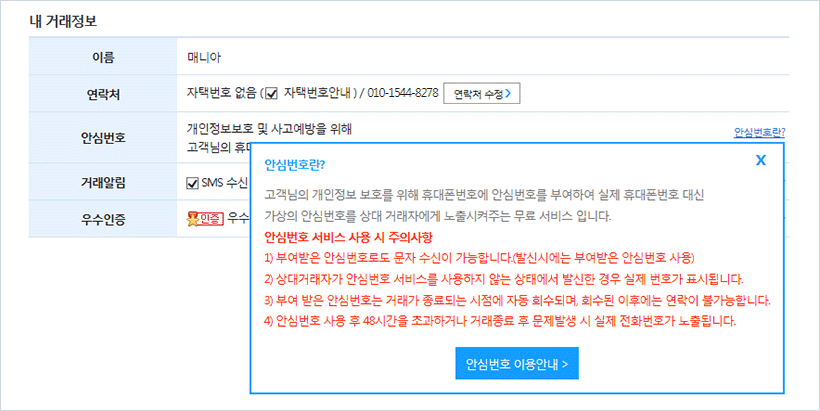 내 거래정보
이름 매니아
연락처 자택번호 없음 ( 자택번호안내 ) / 010-1544-8278 연락처 수정>
안심번호 개인정보보호 및 사고예방을 위해 안심번호란?
고객님의 휴대
안심번호란? X
거래알림 SMS 수신
고객님의 개인정보 보호를 위해 휴대폰번호에 안심번호를 부여하여 실제 휴대폰번호 대신
우수인증 인증 우수
가상의 안심번호를 상대 거래자에게 노출시켜주는 무료 서비스 입니다.
안심번호 서비스 사용 시 주의사항
1) 부여받은 안심번호로도 문자 수신이 가능합니다.(발신시에는 부여받은 안심번호 사용)
2) 상대거래자가 안심번호 서비스를 사용하지 않는 상태에서 발신한 경우 실제 번호가 표시됩니다.
3) 부여 받은 안심번호는 거래가 종료되는 시점에 자동 회수되며, 회수된 이후에는 연락이 불가능합니다.
4) 안심번호 사용 후 48시간을 초과하거나 거래종료 후 문제발생 시 실제 전화번호가 노출됩니다.
안심번호 이용안내 >